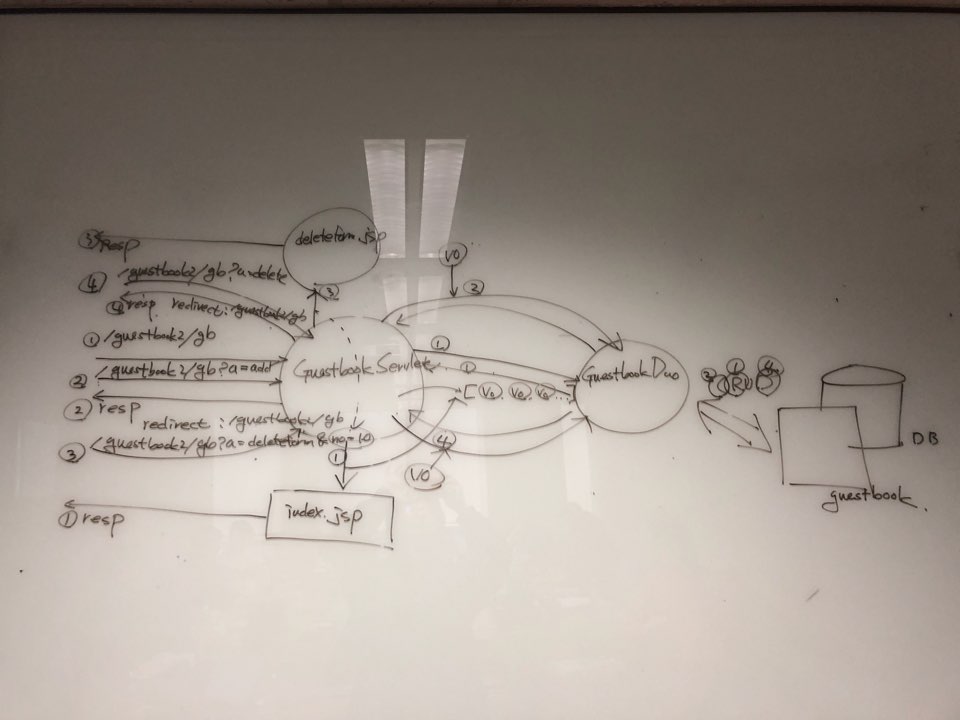 ③ resp
deleteform.jsp
④ /guestbook2/gb?a=delete
VO
③
②
④ resp redirect:/guestbook/gb
① /guestbook2/gb
①
② /guestbook2/gb?a=add
GuestbookServlet
①
GuestbookDao
② ① ④
C R U D
[Vo, Vo, Vo...]
② resp
redirect:/guestbook2/gb
③ /guestbook2/gb?a=deleteform&no=10
①
④
VO
DB
guestbook
① resp
index.jsp